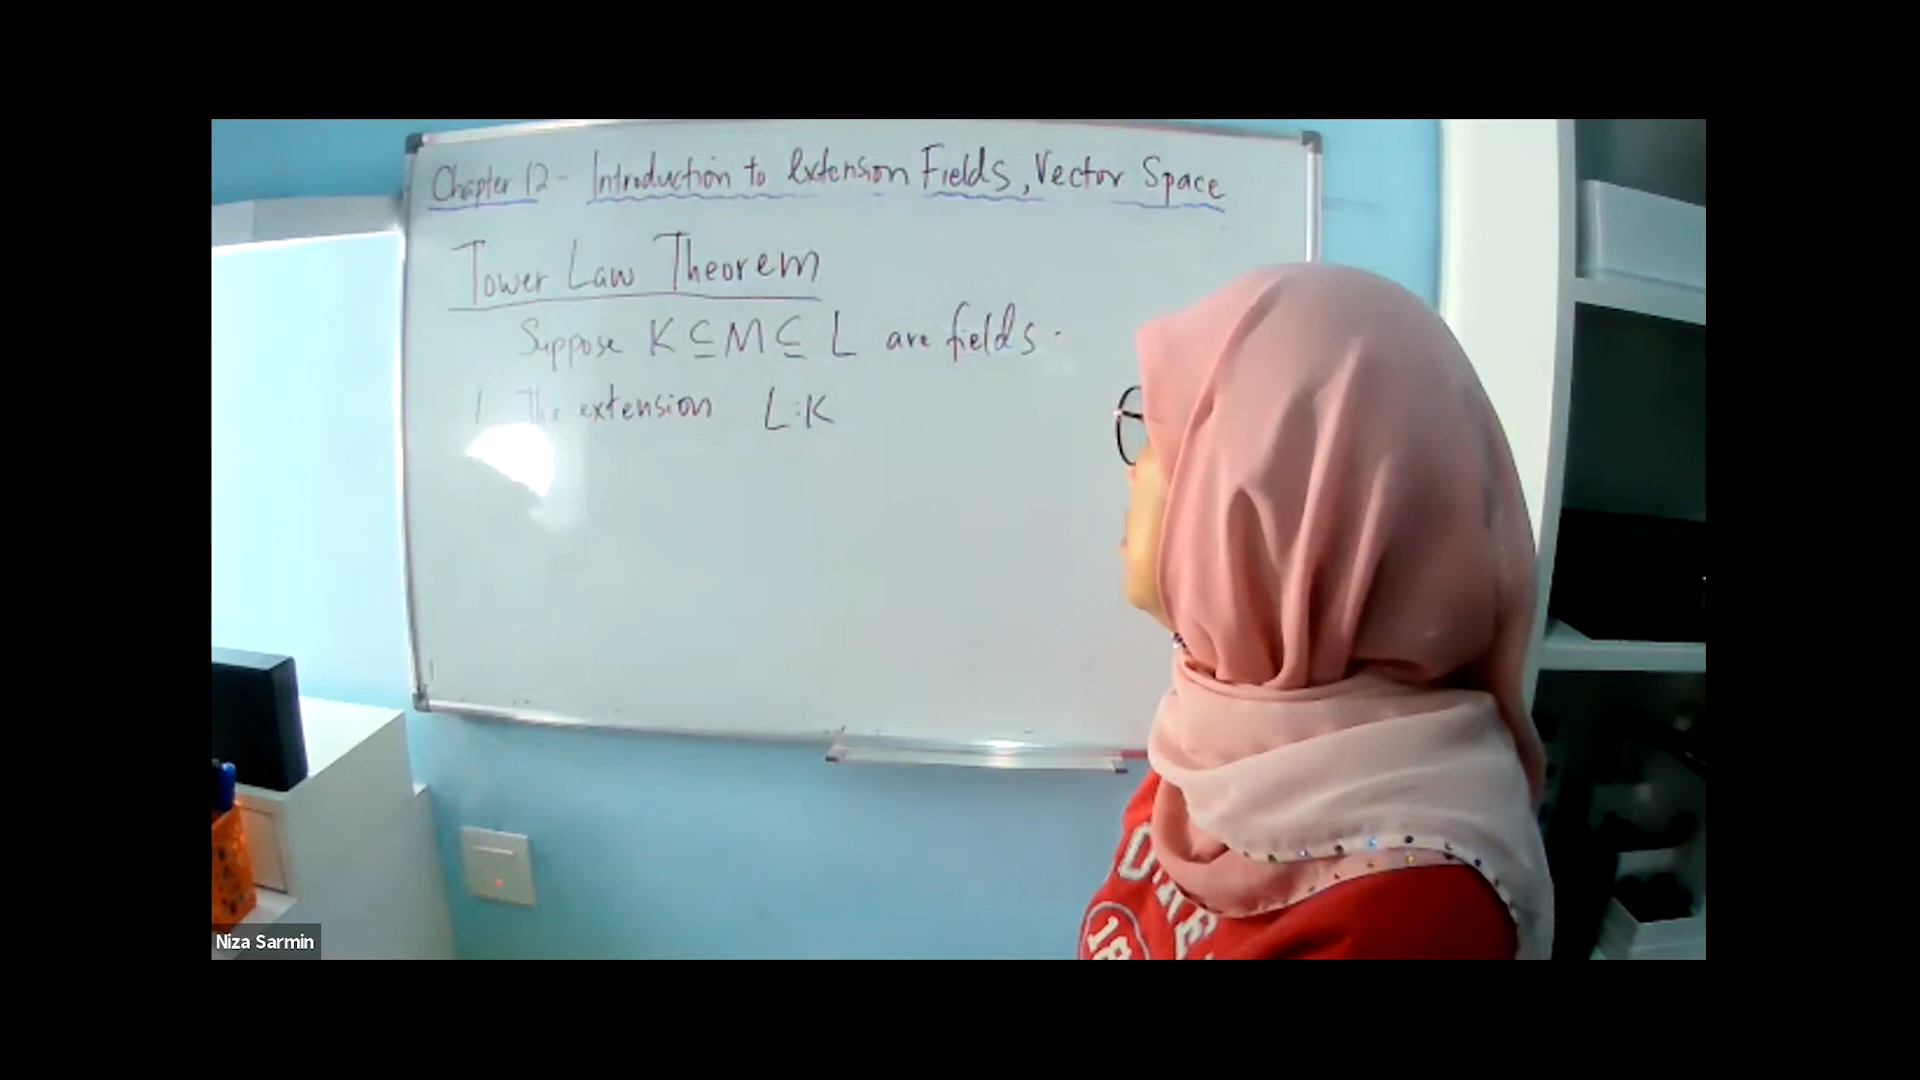 Chapter 12 - Introduction to Extension Fields, Vector Space
Tower Law Theorem
Suppose K ⊆ M ⊆ L are fields.
1. The extension L:K
Niza Sarmin